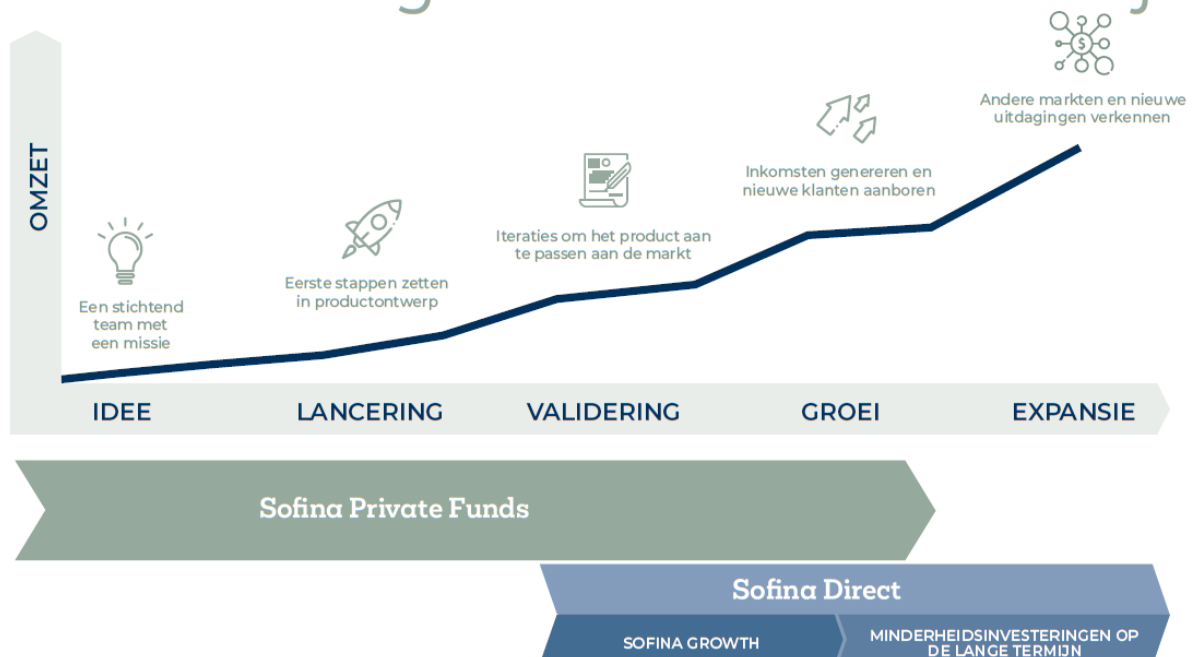 OMZET
Een stichtend
team met
een missie
Eerste stappen zetten
in productontwerp
Iteraties om het product aan
te passen aan de markt
Inkomsten genereren en
nieuwe klanten aanboren
$
Andere markten en nieuwe
uitdagingen verkennen
IDEE
LANCERING
VALIDERING
GROEI
EXPANSIE
Sofina Private Funds
Sofina Direct
SOFINA GROWTH
MINDERHEIDSINVESTERINGEN OP
DE LANGE TERMIJN